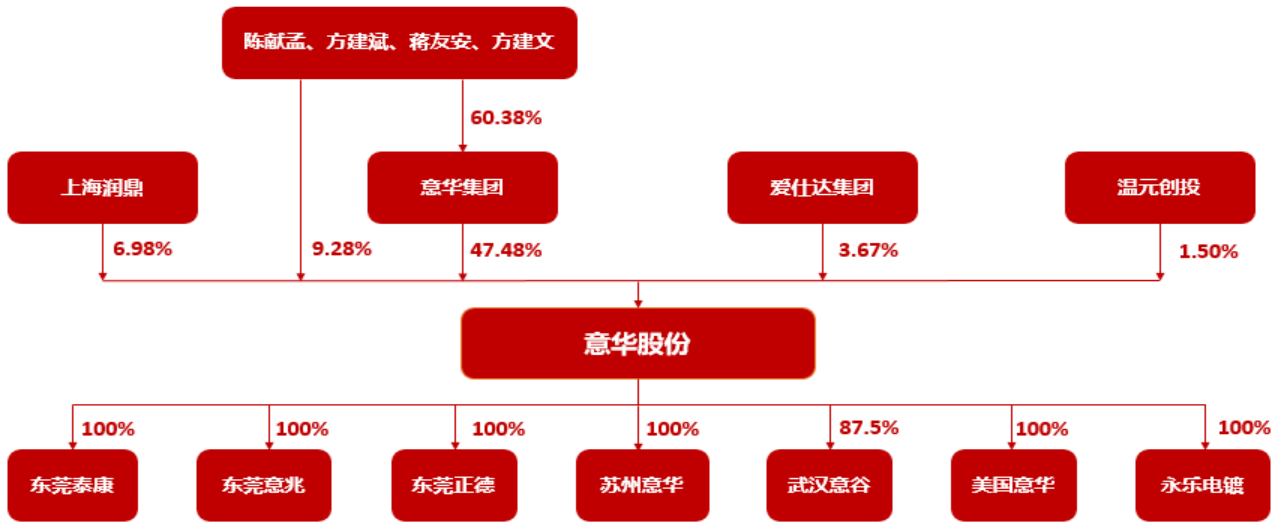 陈献孟、方建斌、蒋友安、方建文
60.38%
上海润鼎
意华集团
爱仕达集团
温元创投
6.98%
9.28%
47.48%
3.67%
1.50%
意华股份
100%
100%
100%
100%
87.5%
100%
100%
东莞泰康
东莞意兆
东莞正德
苏州意华
武汉意谷
美国意华
永乐电镀